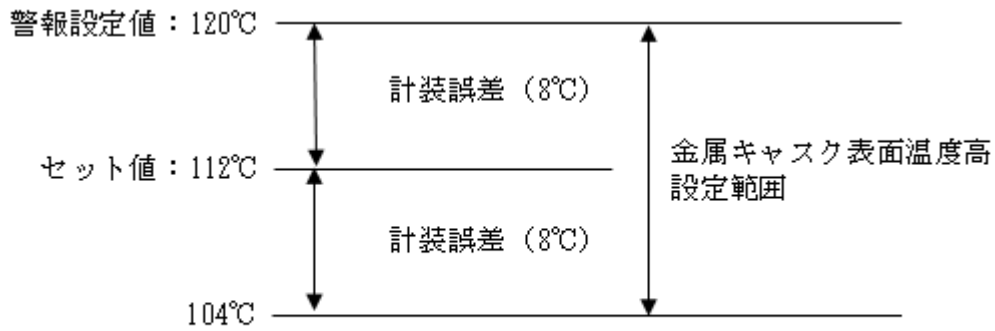 警報設定値：120℃
計装誤差（8℃）
セット値：112℃
金属キャスク表面温度高
設定範囲
計装誤差（8℃）
104℃